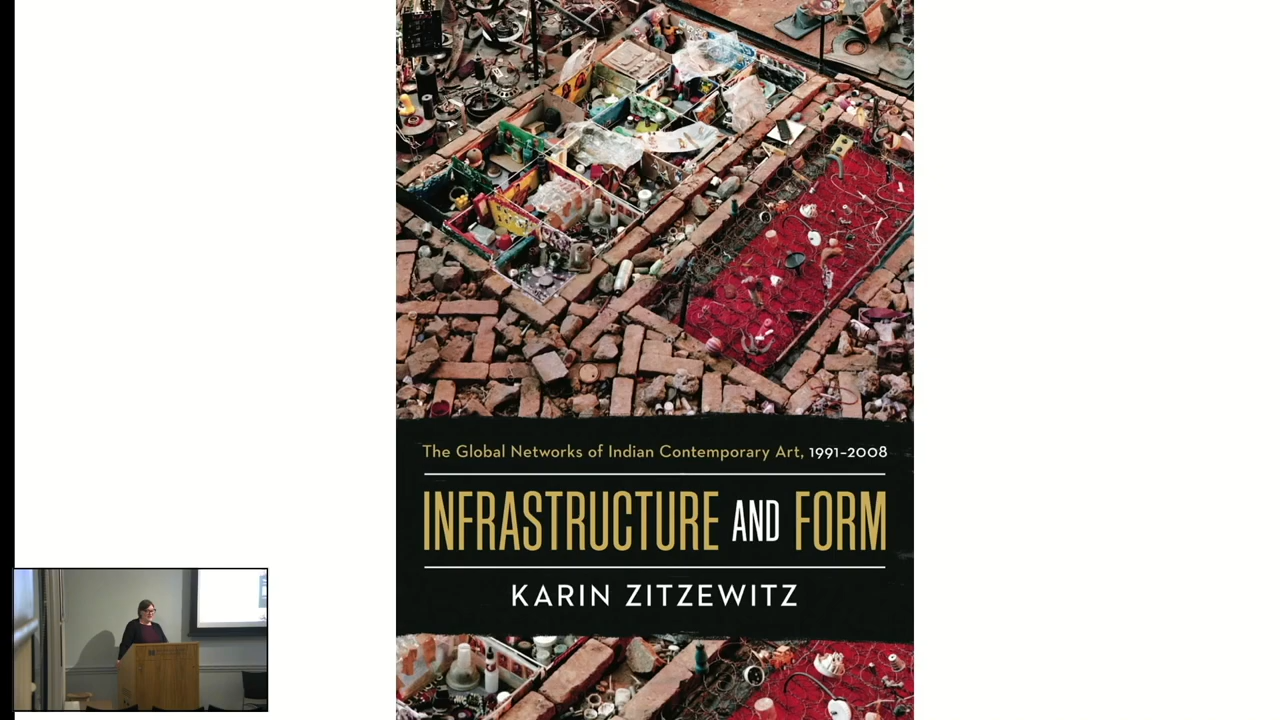 The Global Networks of Indian Contemporary Art, 1991–2008
INFRASTRUCTURE AND FORM
KARIN ZITZEWITZ